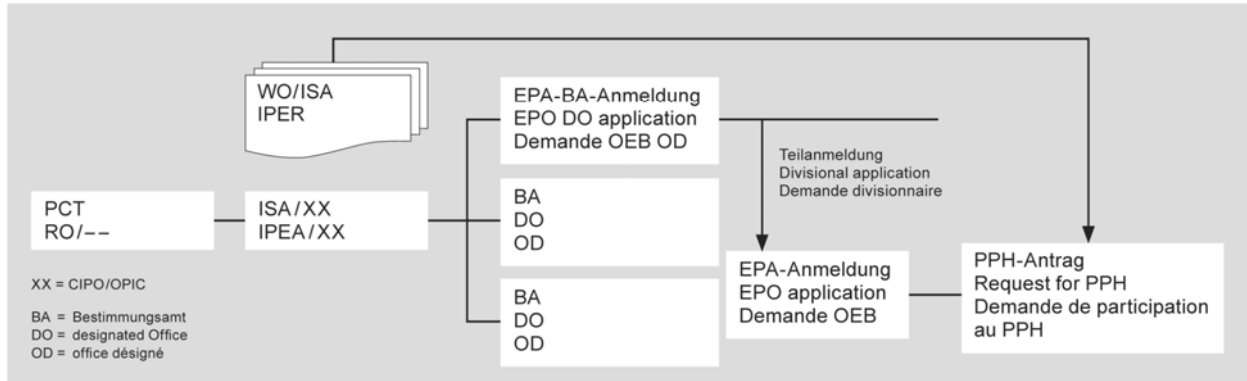 WO/ISA
IPER
EPA-BA-Anmeldung
EPO DO application
Demande OEB OD
Teilanmeldung
Divisional application
Demande divisionnaire
PCT
RO/--
ISA/XX
IPEA/XX
BA
DO
OD
XX = CIPO/OPIC
BA = Bestimmungsamt
DO = designated Office
OD = office désigné
BA
DO
OD
EPA-Anmeldung
EPO application
Demande OEB
PPH-Antrag
Request for PPH
Demande de participation
au PPH